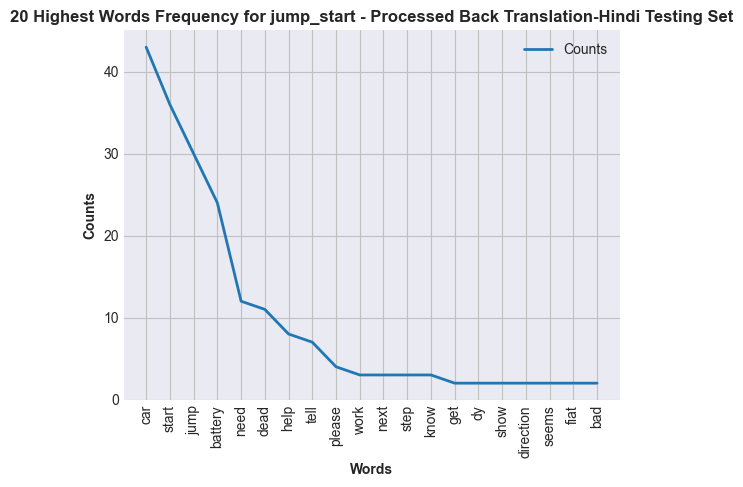 20 Highest Words Frequency for jump_start - Processed Back Translation-Hindi Testing Set
Counts
40
30
20
10
0
Counts
car
start
jump
battery
need
dead
help
tell
please
work
next
step
know
get
dy
show
direction
seems
fiat
bad
Words